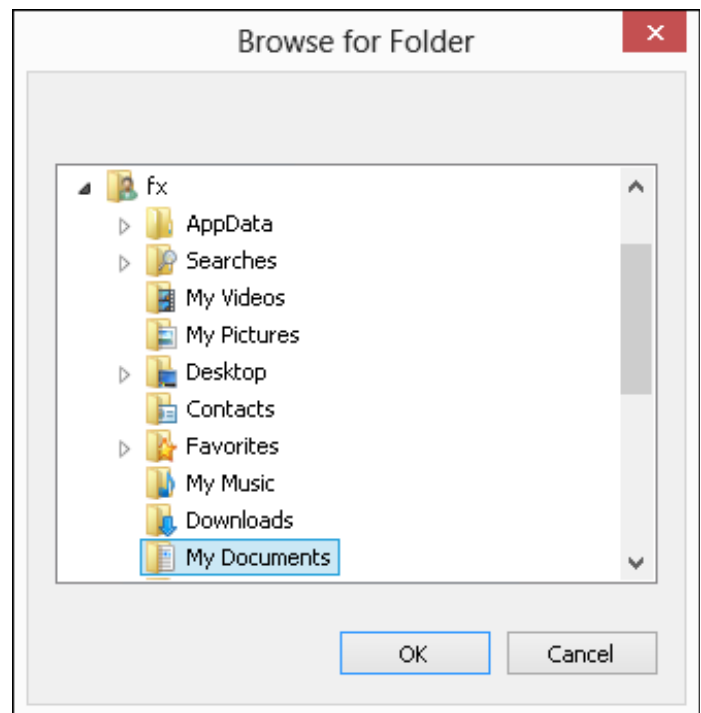 Browse for Folder
fx
AppData
Searches
My Videos
My Pictures
Desktop
Contacts
Favorites
My Music
Downloads
My Documents
OK Cancel